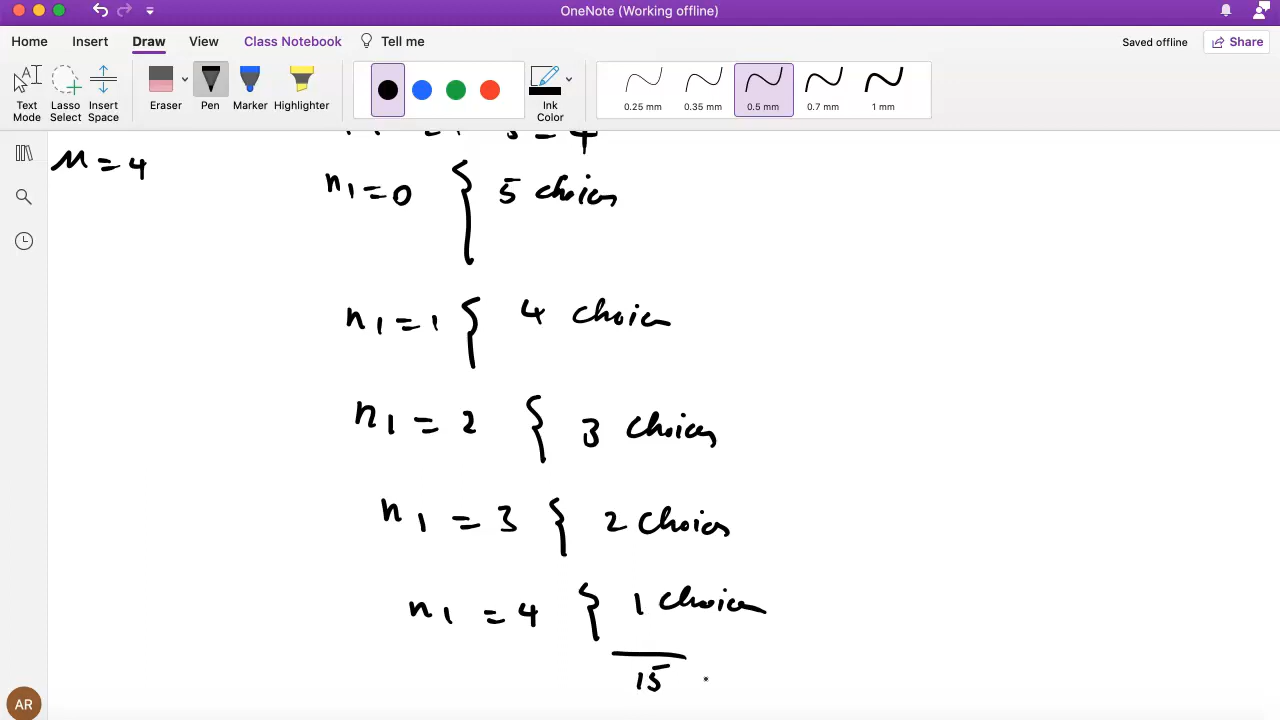 OneNote (Working offline)
Home Insert Draw View Class Notebook Tell me
Saved offline Share
Text Mode Lasso Select Insert Space Eraser Pen Marker Highlighter Ink Color 0.25 mm 0.35 mm 0.5 mm 0.7 mm 1 mm
= 4
M = 4
n1 = 0 { 5 choices
n1 = 1 { 4 choices
n1 = 2 { 3 choices
n1 = 3 { 2 choices
n1 = 4 { 1 choices
15
AR